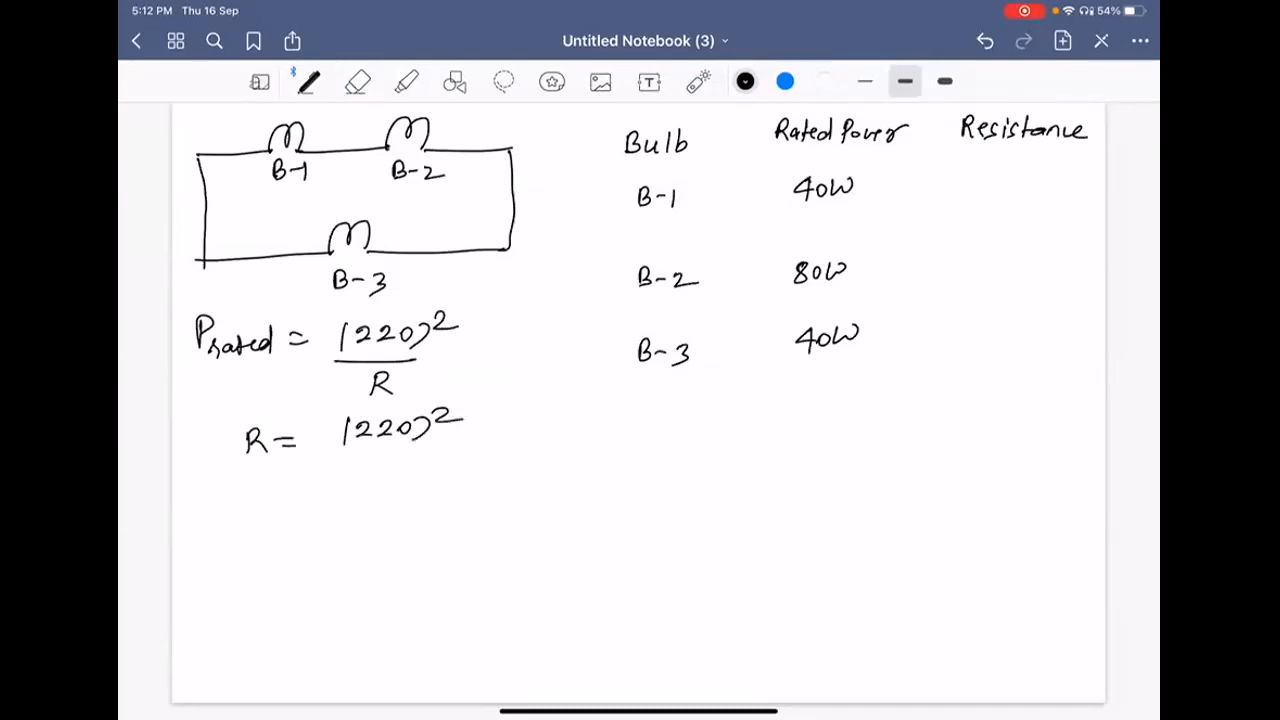 5:12 PM Thu 16 Sep
54%
Untitled Notebook (3)
T
B-1 B-2
B-3
Bulb Rated Power Resistance
B-1 40W
B-2 80W
B-3 40W
Prated = (220)2
R
R = (220)2